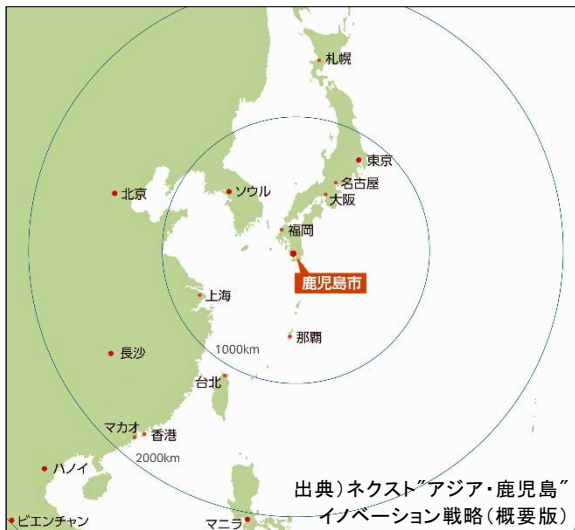 札幌
東京
北京
ソウル
名古屋
大阪
福岡
鹿児島市
上海
那覇
1000km
長沙
台北
マカオ
香港
2000km
ハノイ
出典)ネクスト"アジア・鹿児島"
イノベーション戦略(概要版)
ビエンチャン
マニラ